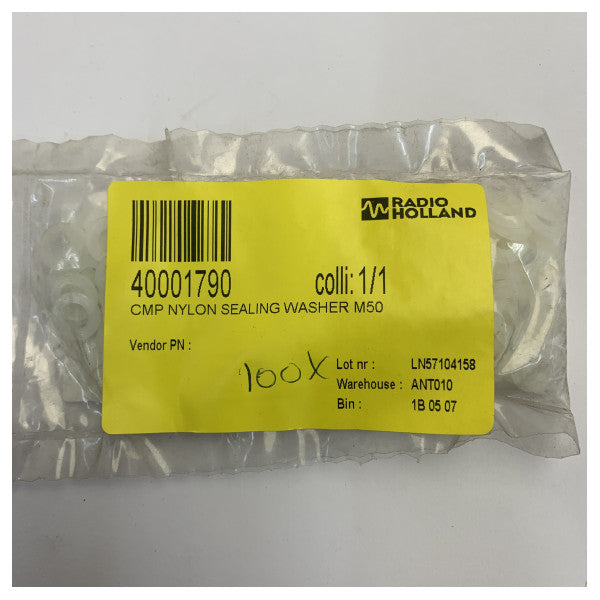 RADIO
HOLLAND
40001790 colli: 1/1
CMP NYLON SEALING WASHER M50
Vendor PN :
100X
Lot nr : LN57104158
Warehouse : ANT010
Bin : 1B 05 07